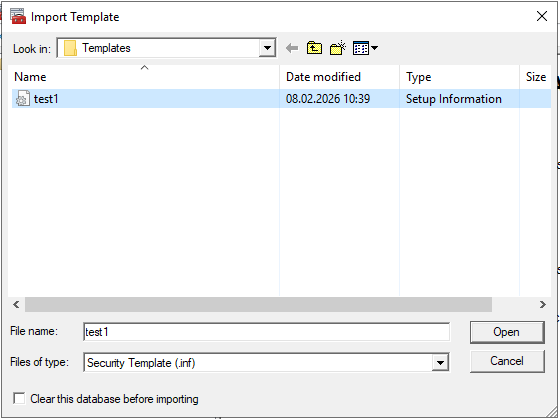 Import Template
Look in: Templates
Name Date modified Type Size
test1 08.02.2026 10:39 Setup Information
File name: test1 Open
Files of type: Security Template (.inf) Cancel
Clear this database before importing